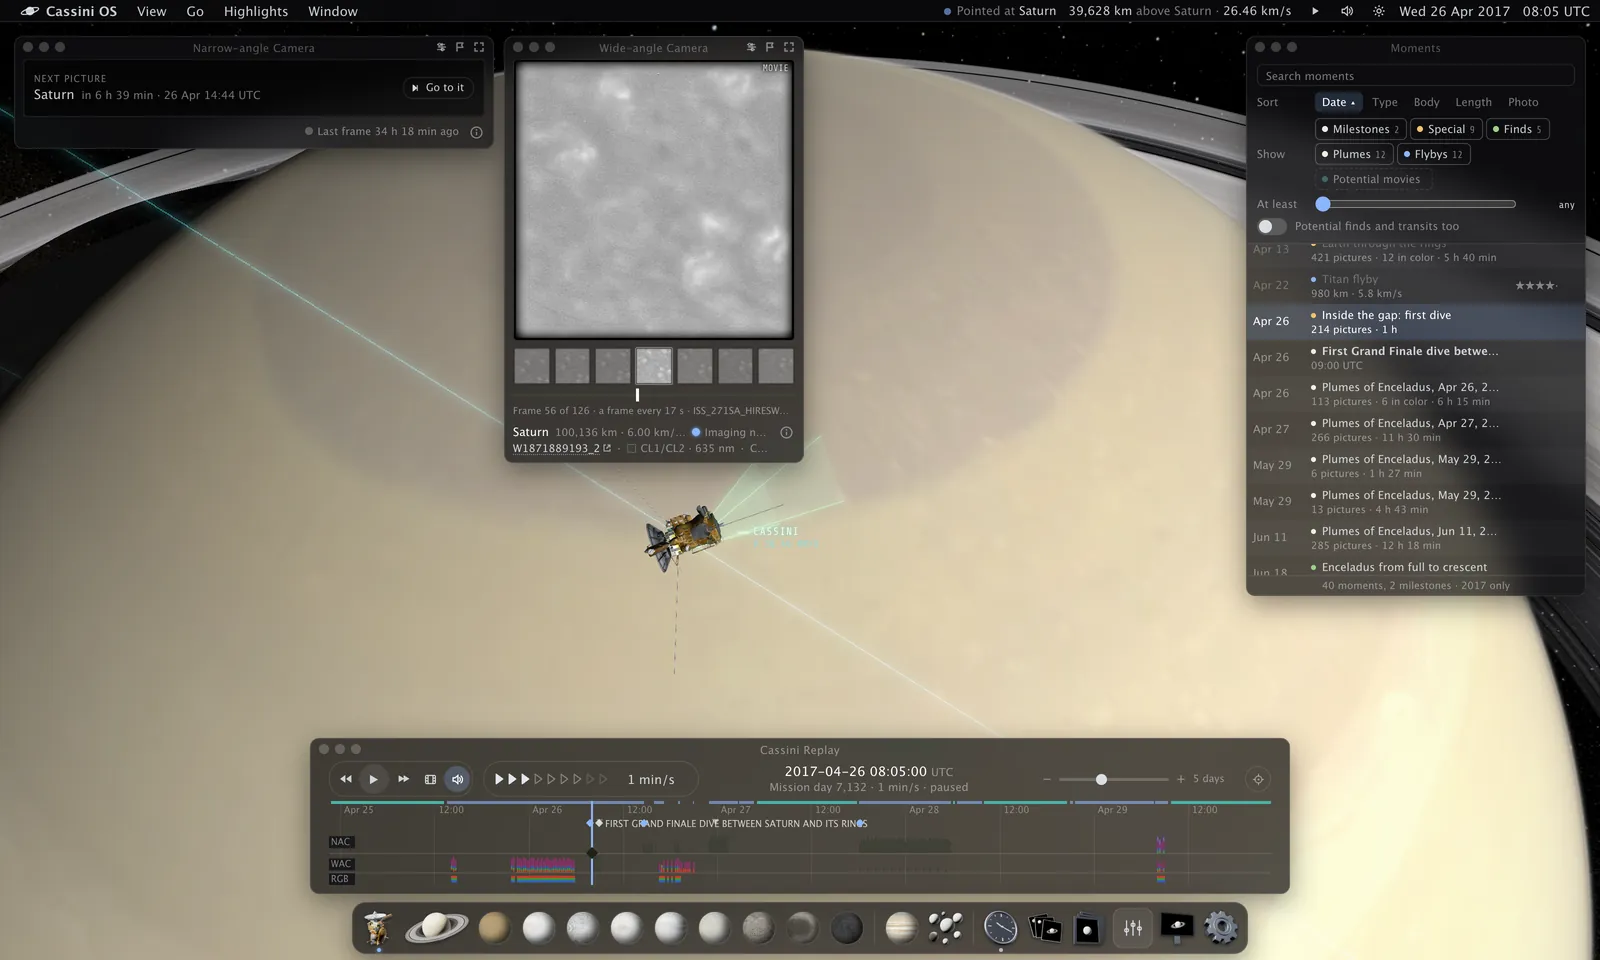 Cassini OS View Go Highlights Window
Pointed at Saturn 39,628 km above Saturn · 26.46 km/s Wed 26 Apr 2017 08:05 UTC
Narrow-angle Camera
NEXT PICTURE
Saturn in 6 h 39 min · 26 Apr 14:44 UTC
Go to it
Last frame 34 h 18 min ago
Wide-angle Camera
MOVIE
Frame 56 of 126 · a frame every 17 s · ISS_271SA_HIRESW…
Saturn 100,136 km · 6.00 km/… Imaging n…
W1871889193_2 · CL1/CL2 · 635 nm · C…
CASSINI
Moments
Search moments
Sort Date Type Body Length Photo
Show
Milestones 2 Special 9 Finds 5
Plumes 12 Flybys 12
Potential movies
At least any
Potential finds and transits too
Apr 13 Earth through the rings
421 pictures · 12 in color · 5 h 40 min
Apr 22 Titan flyby
980 km · 5.8 km/s
★★★★·
Apr 26 Inside the gap: first dive
214 pictures · 1 h
Apr 26 First Grand Finale dive betwe…
09:00 UTC
Apr 26 Plumes of Enceladus, Apr 26, 2…
113 pictures · 6 in color · 6 h 15 min
Apr 27 Plumes of Enceladus, Apr 27, 2…
266 pictures · 11 h 30 min
May 29 Plumes of Enceladus, May 29, 2…
6 pictures · 1 h 27 min
May 29 Plumes of Enceladus, May 29, 2…
13 pictures · 4 h 43 min
Jun 11 Plumes of Enceladus, Jun 11, 2…
285 pictures · 12 h 18 min
Jun 18 Enceladus from full to crescent
40 moments, 2 milestones · 2017 only
Cassini Replay
1 min/s
2017-04-26 08:05:00 UTC
Mission day 7,132 · 1 min/s · paused
− + 5 days
Apr 25 12:00 Apr 26 12:00 Apr 27 12:00 Apr 28 12:00 Apr 29 12:00
FIRST GRAND FINALE DIVE BETWEEN SATURN AND ITS RINGS
NAC
WAC
RGB